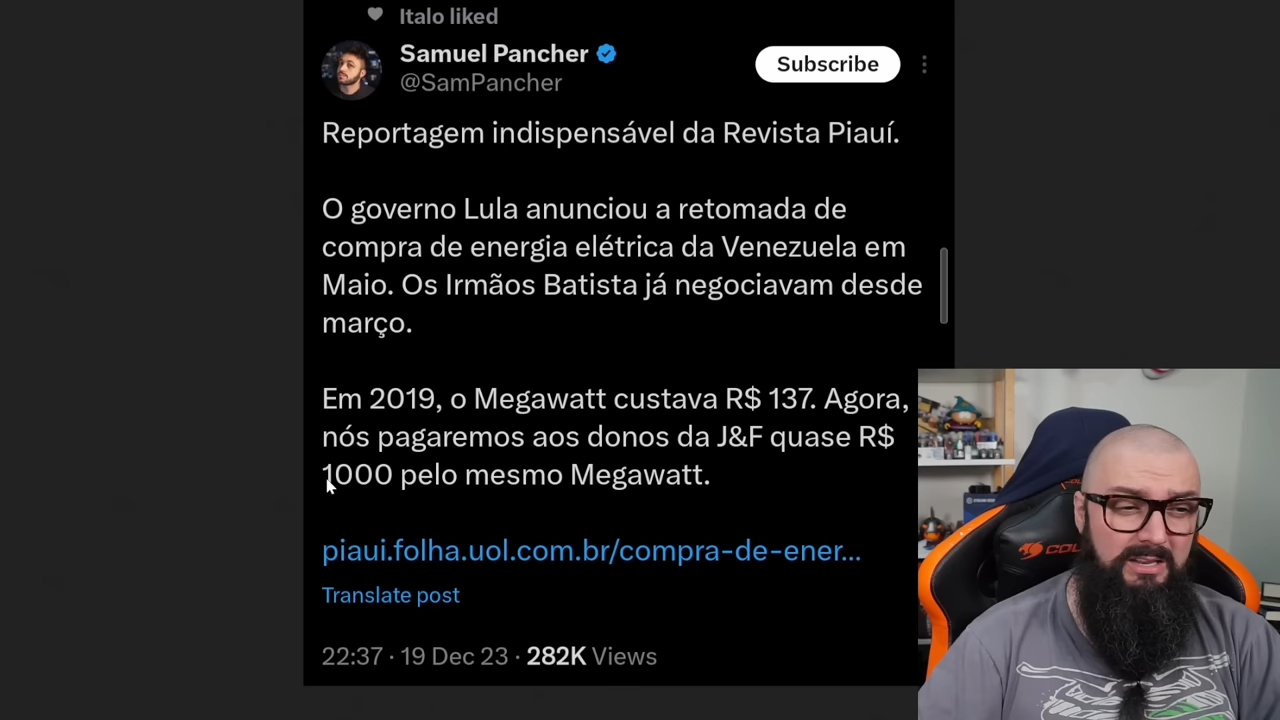 Italo liked
Samuel Pancher
@SamPancher
Subscribe
Reportagem indispensável da Revista Piauí.
O governo Lula anunciou a retomada de
compra de energia elétrica da Venezuela em
Maio. Os Irmãos Batista já negociavam desde
março.
Em 2019, o Megawatt custava R$ 137. Agora,
nós pagaremos aos donos da J&F quase R$
1000 pelo mesmo Megawatt.
piaui.folha.uol.com.br/compra-de-ener...
Translate post
22:37 · 19 Dec 23 · 282K Views